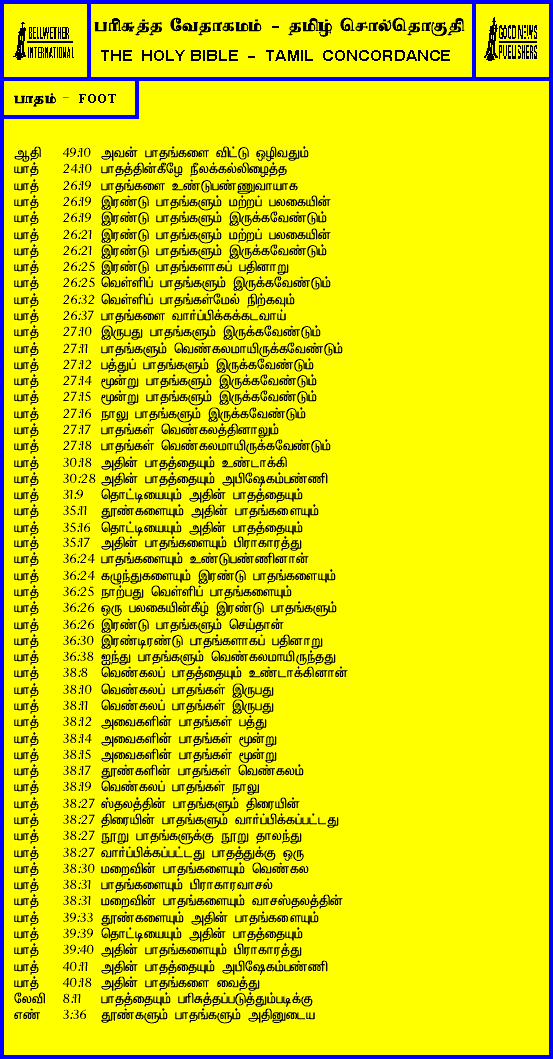 BELLWETHER
INTERNATIONAL
பரிசுத்த வேதாகமம் - தமிழ் சொல்தொகுதி
THE HOLY BIBLE - TAMIL CONCORDANCE
GOOD NEWS
PUBLISHERS
பாதம் - FOOT
ஆதி 49:10 அவன் பாதங்களை விட்டு ஒழிவதும்
யாத் 24:10 பாதத்தின்கீழே நீலக்கல்லிழைத்த
யாத் 26:19 பாதங்களை உண்டுபண்ணுவாயாக
யாத் 26:19 இரண்டு பாதங்களும் மற்றப் பலகையின்
யாத் 26:19 இரண்டு பாதங்களும் இருக்கவேண்டும்
யாத் 26:21 இரண்டு பாதங்களும் மற்றப் பலகையின்
யாத் 26:21 இரண்டு பாதங்களும் இருக்கவேண்டும்
யாத் 26:25 இரண்டு பாதங்களாகப் பதினாறு
யாத் 26:25 வெள்ளிப் பாதங்களும் இருக்கவேண்டும்
யாத் 26:32 வெள்ளிப் பாதங்கள்மேல் நிற்கவும்
யாத் 26:37 பாதங்களை வார்ப்பிக்கக்கடவாய்
யாத் 27:10 இருபது பாதங்களும் இருக்கவேண்டும்
யாத் 27:11 பாதங்களும் வெண்கலமாயிருக்கவேண்டும்
யாத் 27:12 பத்துப் பாதங்களும் இருக்கவேண்டும்
யாத் 27:14 மூன்று பாதங்களும் இருக்கவேண்டும்
யாத் 27:15 மூன்று பாதங்களும் இருக்கவேண்டும்
யாத் 27:16 நாலு பாதங்களும் இருக்கவேண்டும்
யாத் 27:17 பாதங்கள் வெண்கலத்தினாலும்
யாத் 27:18 பாதங்கள் வெண்கலமாயிருக்கவேண்டும்
யாத் 30:18 அதின் பாதத்தையும் உண்டாக்கி
யாத் 30:28 அதின் பாதத்தையும் அபிஷேகம்பண்ணி
யாத் 31:9 தொட்டியையும் அதின் பாதத்தையும்
யாத் 35:11 தூண்களையும் அதின் பாதங்களையும்
யாத் 35:16 தொட்டியையும் அதின் பாதத்தையும்
யாத் 35:17 அதின் பாதங்களையும் பிராகாரத்து
யாத் 36:24 பாதங்களையும் உண்டுபண்ணினான்
யாத் 36:24 கழுந்துகளையும் இரண்டு பாதங்களையும்
யாத் 36:25 நாற்பது வெள்ளிப் பாதங்களையும்
யாத் 36:26 ஒரு பலகையின்கீழ் இரண்டு பாதங்களும்
யாத் 36:26 இரண்டு பாதங்களும் செய்தான்
யாத் 36:30 இரண்டிரண்டு பாதங்களாகப் பதினாறு
யாத் 36:38 ஐந்து பாதங்களும் வெண்கலமாயிருந்தது
யாத் 38:8 வெண்கலப் பாதத்தையும் உண்டாக்கினான்
யாத் 38:10 வெண்கலப் பாதங்கள் இருபது
யாத் 38:11 வெண்கலப் பாதங்கள் இருபது
யாத் 38:12 அவைகளின் பாதங்கள் பத்து
யாத் 38:14 அவைகளின் பாதங்கள் மூன்று
யாத் 38:15 அவைகளின் பாதங்கள் மூன்று
யாத் 38:17 தூண்களின் பாதங்கள் வெண்கலம்
யாத் 38:19 வெண்கலப் பாதங்கள் நாலு
யாத் 38:27 ஸ்தலத்தின் பாதங்களும் திரையின்
யாத் 38:27 திரையின் பாதங்களும் வார்ப்பிக்கப்பட்டது
யாத் 38:27 நூறு பாதங்களுக்கு நூறு தாலந்து
யாத் 38:27 வார்ப்பிக்கப்பட்டது பாதத்துக்கு ஒரு
யாத் 38:30 மறைவின் பாதங்களையும் வெண்கல
யாத் 38:31 பாதங்களையும் பிராகாரவாசல்
யாத் 38:31 மறைவின் பாதங்களையும் வாசஸ்தலத்தின்
யாத் 39:33 தூண்களையும் அதின் பாதங்களையும்
யாத் 39:39 தொட்டியையும் அதின் பாதத்தையும்
யாத் 39:40 அதின் பாதங்களையும் பிராகாரத்து
யாத் 40:11 அதின் பாதத்தையும் அபிஷேகம்பண்ணி
யாத் 40:18 அதின் பாதங்களை வைத்து
லேவி 8:11 பாதத்தையும் பரிசுத்தப்படுத்தும்படிக்கு
எண் 3:36 தூண்களும் பாதங்களும் அதினுடைய